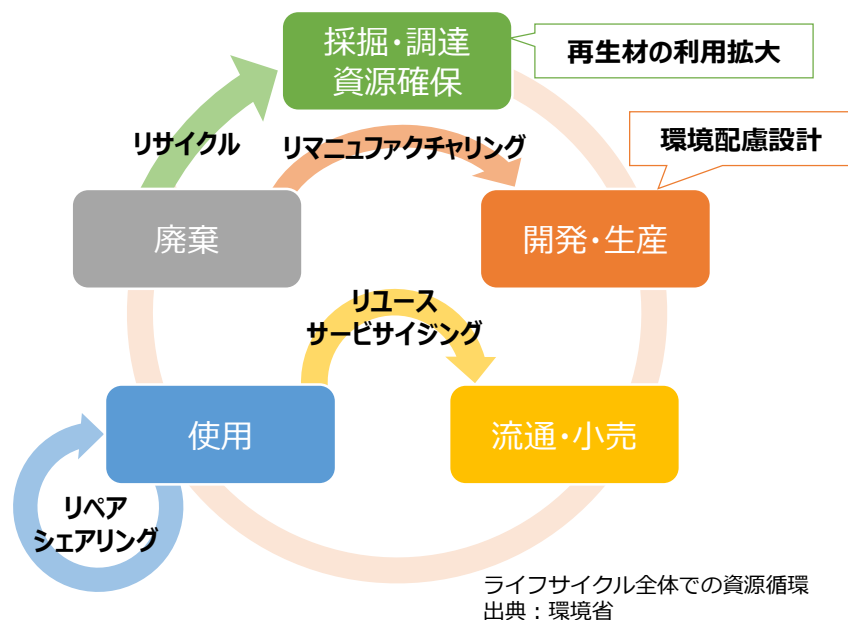 採掘・調達
資源確保
再生材の利用拡大
環境配慮設計
リサイクル
リマニュファクチャリング
廃棄
開発・生産
リユース
サービサイジング
使用
流通・小売
リペア
シェアリング
ライフサイクル全体での資源循環
出典：環境省